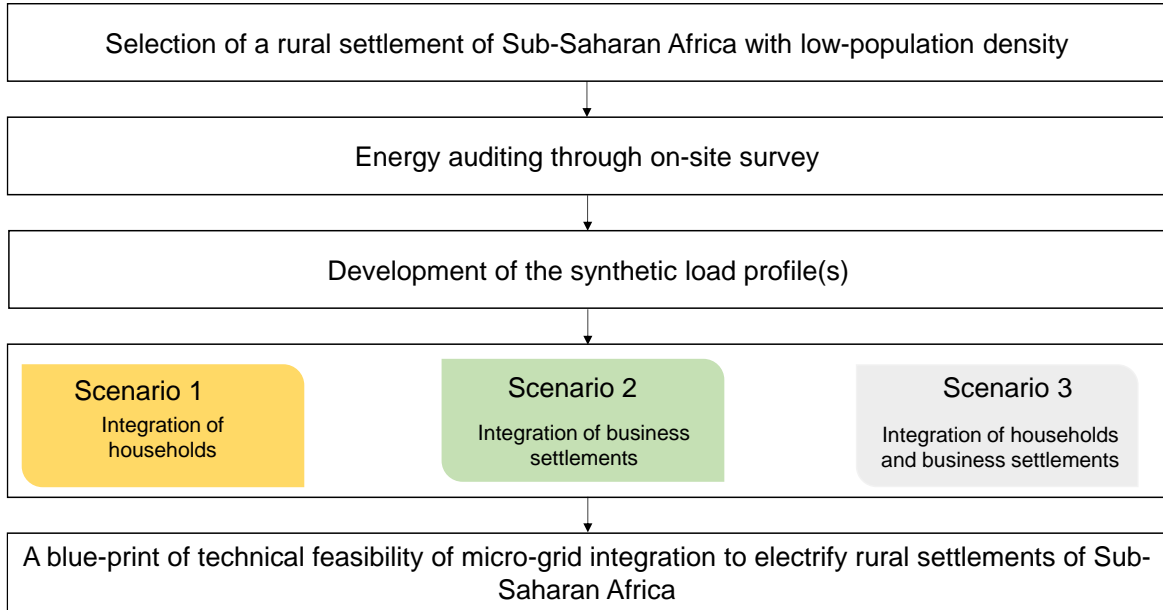 Selection of a rural settlement of Sub-Saharan Africa with low-population density
Energy auditing through on-site survey
Development of the synthetic load profile(s)
Scenario 1
Integration of
households
Scenario 2
Integration of business
settlements
Scenario 3
Integration of households
and business settlements
A blue-print of technical feasibility of micro-grid integration to electrify rural settlements of Sub-
Saharan Africa